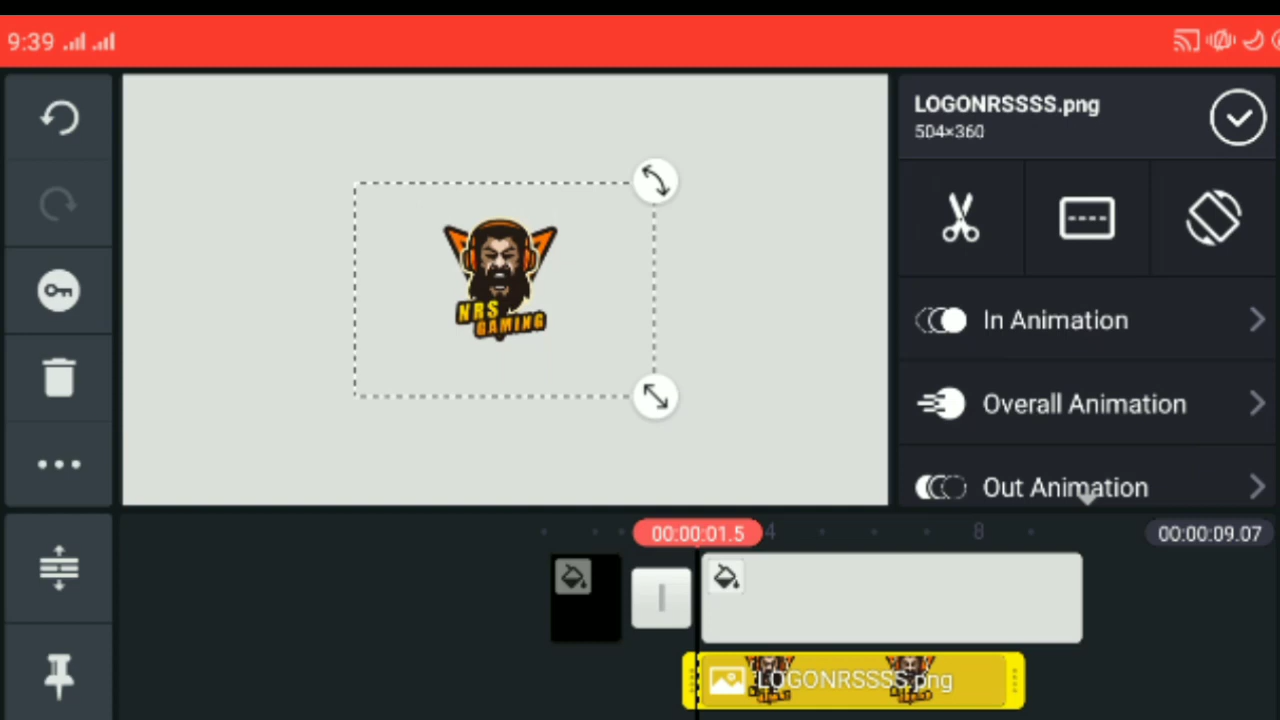 9:39
LOGONRSSSS.png
504×360
NRS
GAMING
In Animation
Overall Animation
Out Animation
00:00:01.5
4
8
00:00:09.07
LOGONRSSSS.png